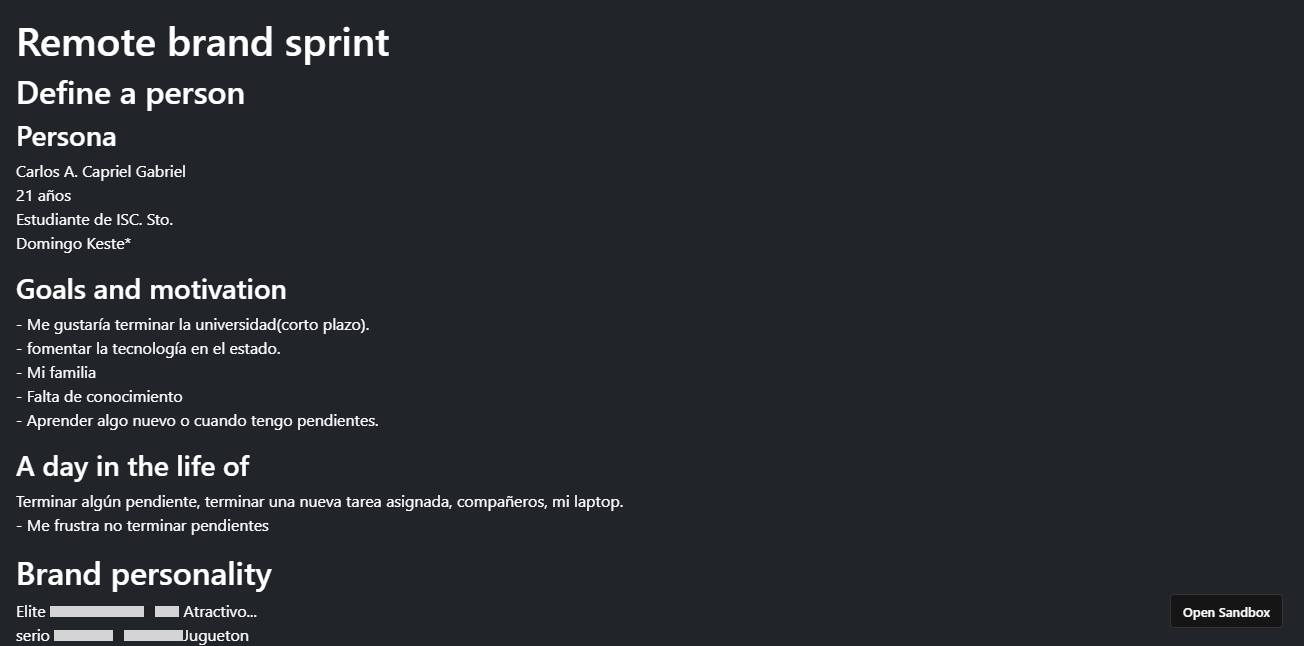 Remote brand sprint
Define a person
Persona
Carlos A. Capriel Gabriel
21 años
Estudiante de ISC. Sto.
Domingo Keste*
Goals and motivation
- Me gustaría terminar la universidad(corto plazo).
- fomentar la tecnología en el estado.
- Mi familia
- Falta de conocimiento
- Aprender algo nuevo o cuando tengo pendientes.
A day in the life of
Terminar algún pendiente, terminar una nueva tarea asignada, compañeros, mi laptop.
- Me frustra no terminar pendientes
Brand personality
Elite Atractivo...
serio Jugueton
Open Sandbox